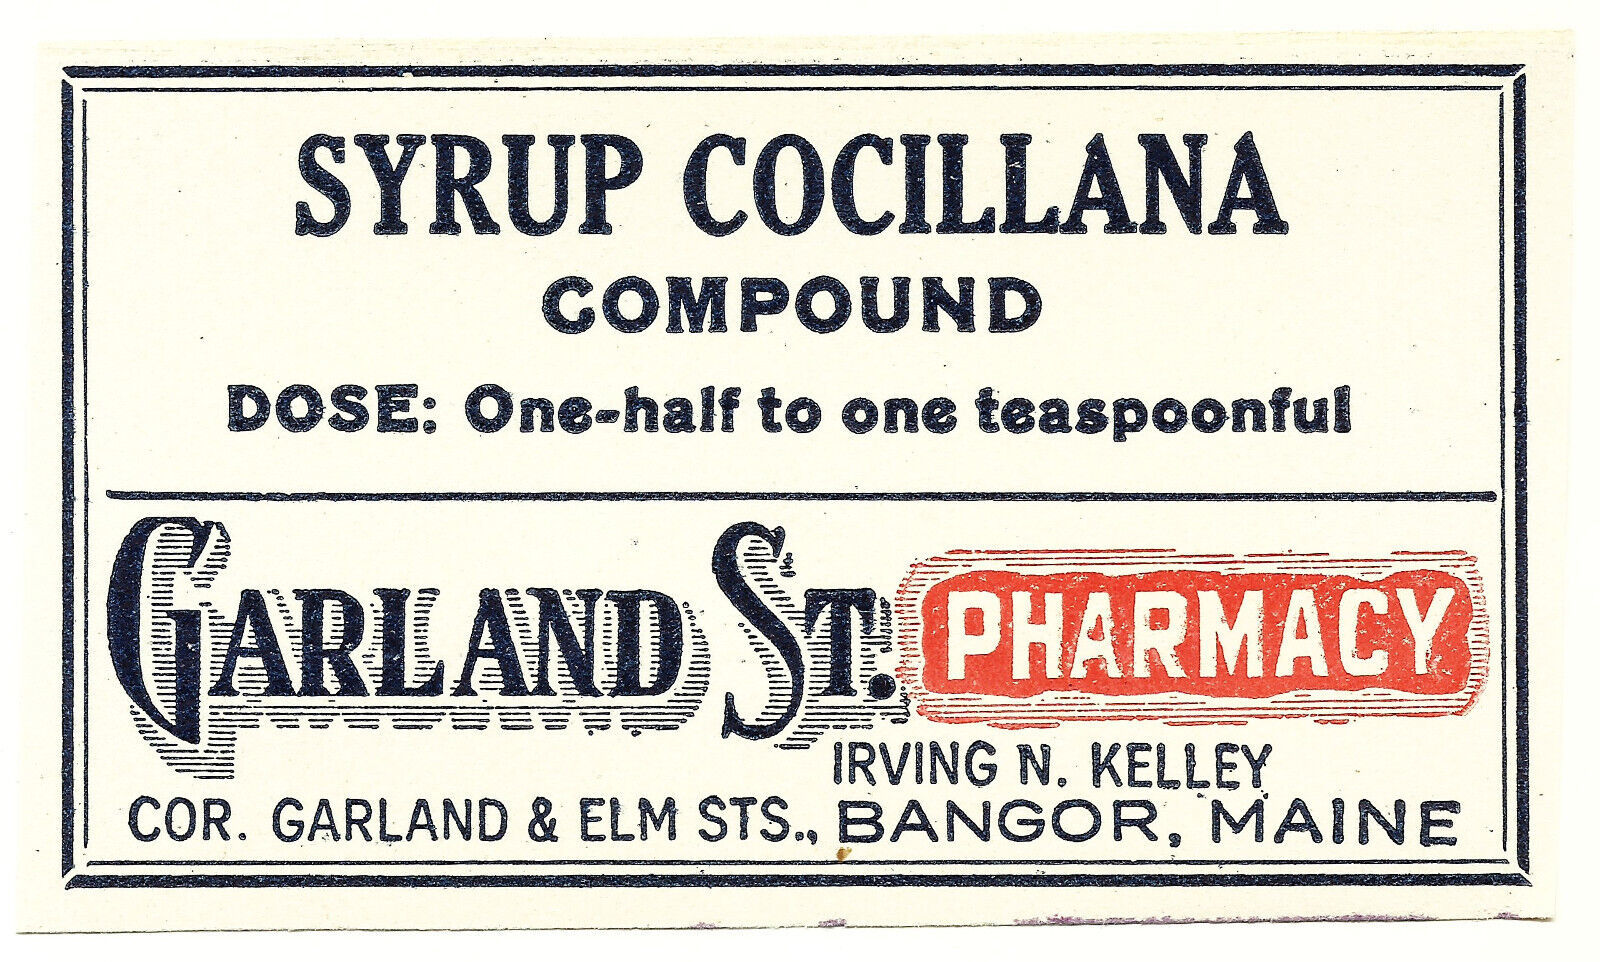 SYRUP COCILLANA
COMPOUND
DOSE: One-half to one teaspoonful
GARLAND ST. PHARMACY
IRVING N. KELLEY
COR. GARLAND & ELM STS., BANGOR, MAINE